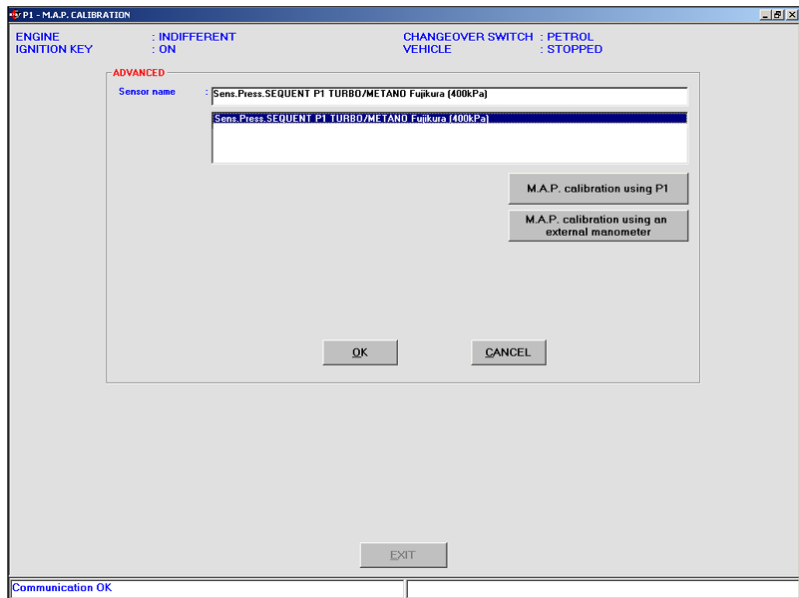 P1 - M.A.P. CALIBRATION
ENGINE : INDIFFERENT CHANGEOVER SWITCH : PETROL
IGNITION KEY : ON VEHICLE : STOPPED
ADVANCED
Sensor name : Sens.Press.SEQUENT P1 TURBO/METANO Fujikura (400kPa)
Sens.Press.SEQUENT P1 TURBO/METANO Fujikura (400kPa)
M.A.P. calibration using P1
M.A.P. calibration using an
external manometer
OK CANCEL
EXIT
Communication OK